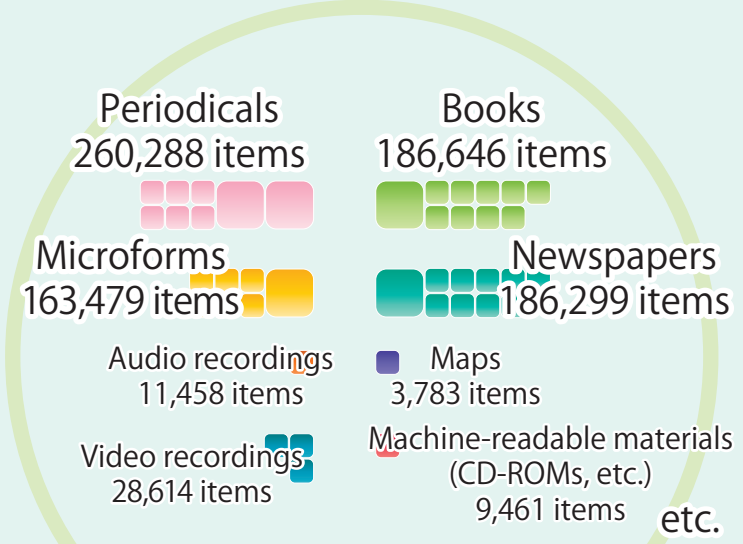 Periodicals
260,288 items
Books
186,646 items
Microforms
163,479 items
Newspapers
186,299 items
Audio recordings
11,458 items
Maps
3,783 items
Video recordings
28,614 items
Machine-readable materials
(CD-ROMs, etc.)
9,461 items
etc.